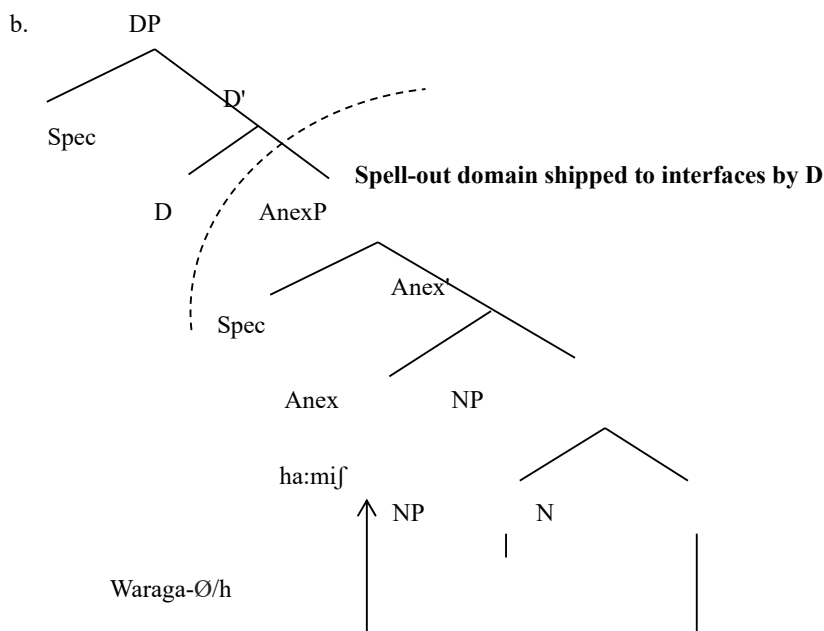 b. DP
D'
Spec
Spell-out domain shipped to interfaces by D
D AnexP
Anex'
Spec
Anex NP
ha:miʃ
NP N
Waraga-Ø/h